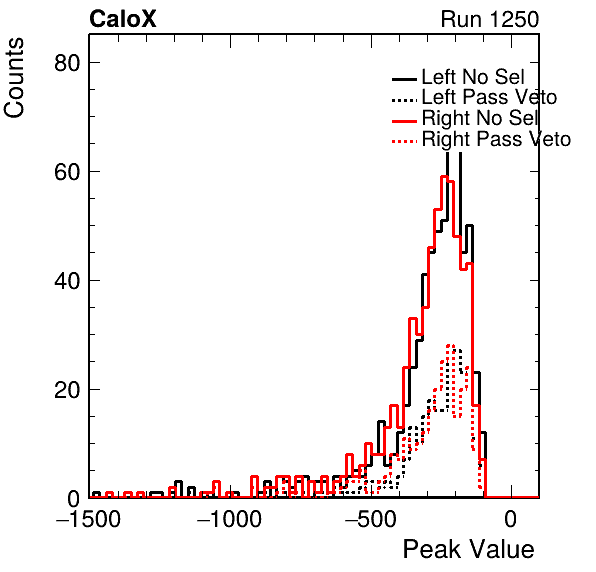 CaloX Run 1250
Counts
80
60
40
20
0
Left No Sel
Left Pass Veto
Right No Sel
Right Pass Veto
−1500 −1000 −500 0
Peak Value